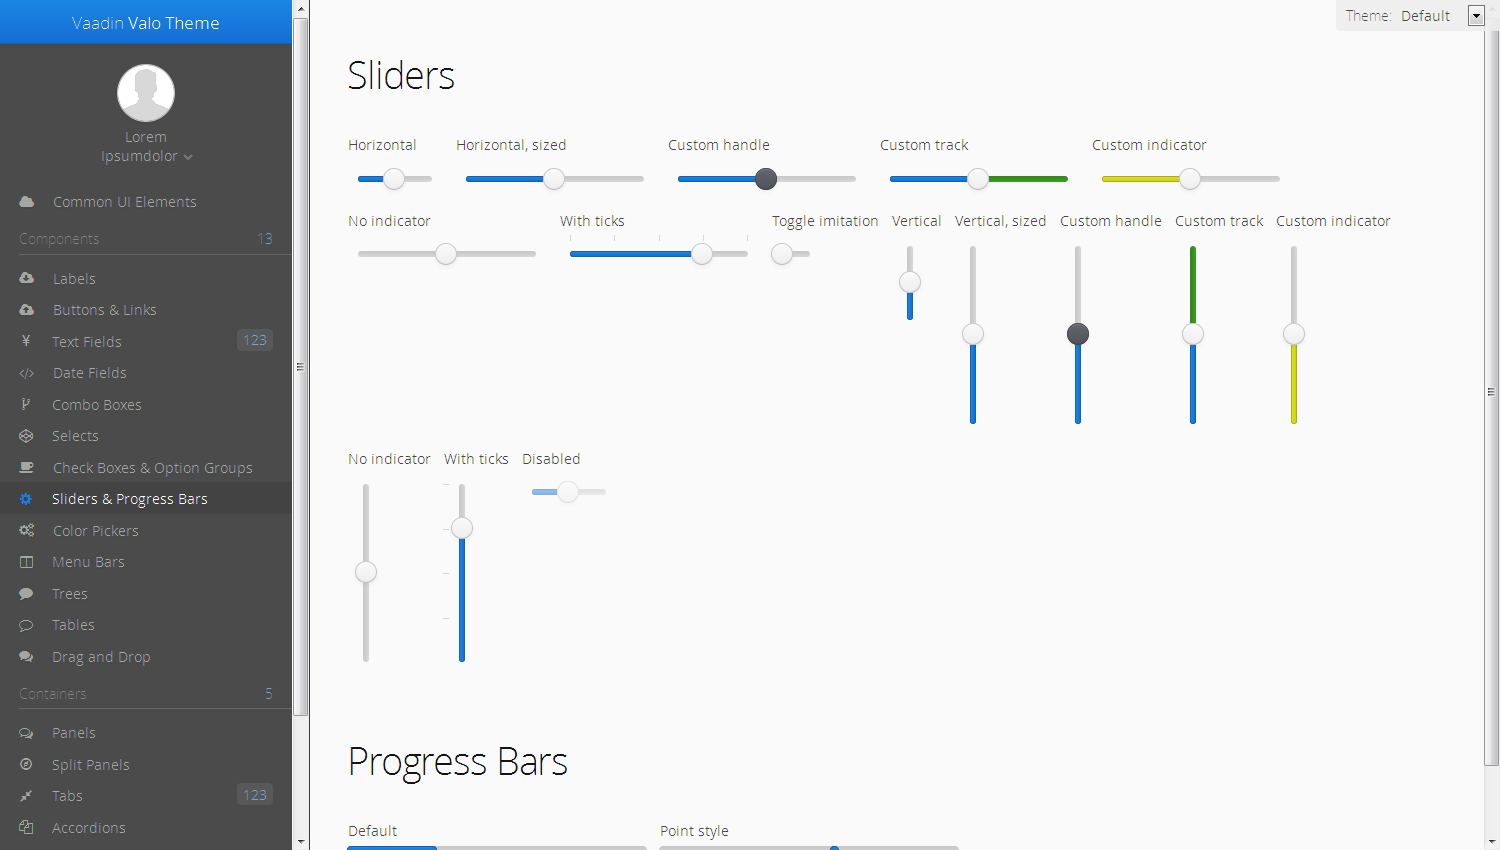 Vaadin Valo Theme
Lorem
Ipsumdolor
Common UI Elements
Components 13
Labels
Buttons & Links
Text Fields 123
Date Fields
Combo Boxes
Selects
Check Boxes & Option Groups
Sliders & Progress Bars
Color Pickers
Menu Bars
Trees
Tables
Drag and Drop
Containers 5
Panels
Split Panels
Tabs 123
Accordions
Theme: Default
Sliders
Horizontal Horizontal, sized Custom handle Custom track Custom indicator
No indicator With ticks Toggle imitation Vertical Vertical, sized Custom handle Custom track Custom indicator
No indicator With ticks Disabled
Progress Bars
Default Point style